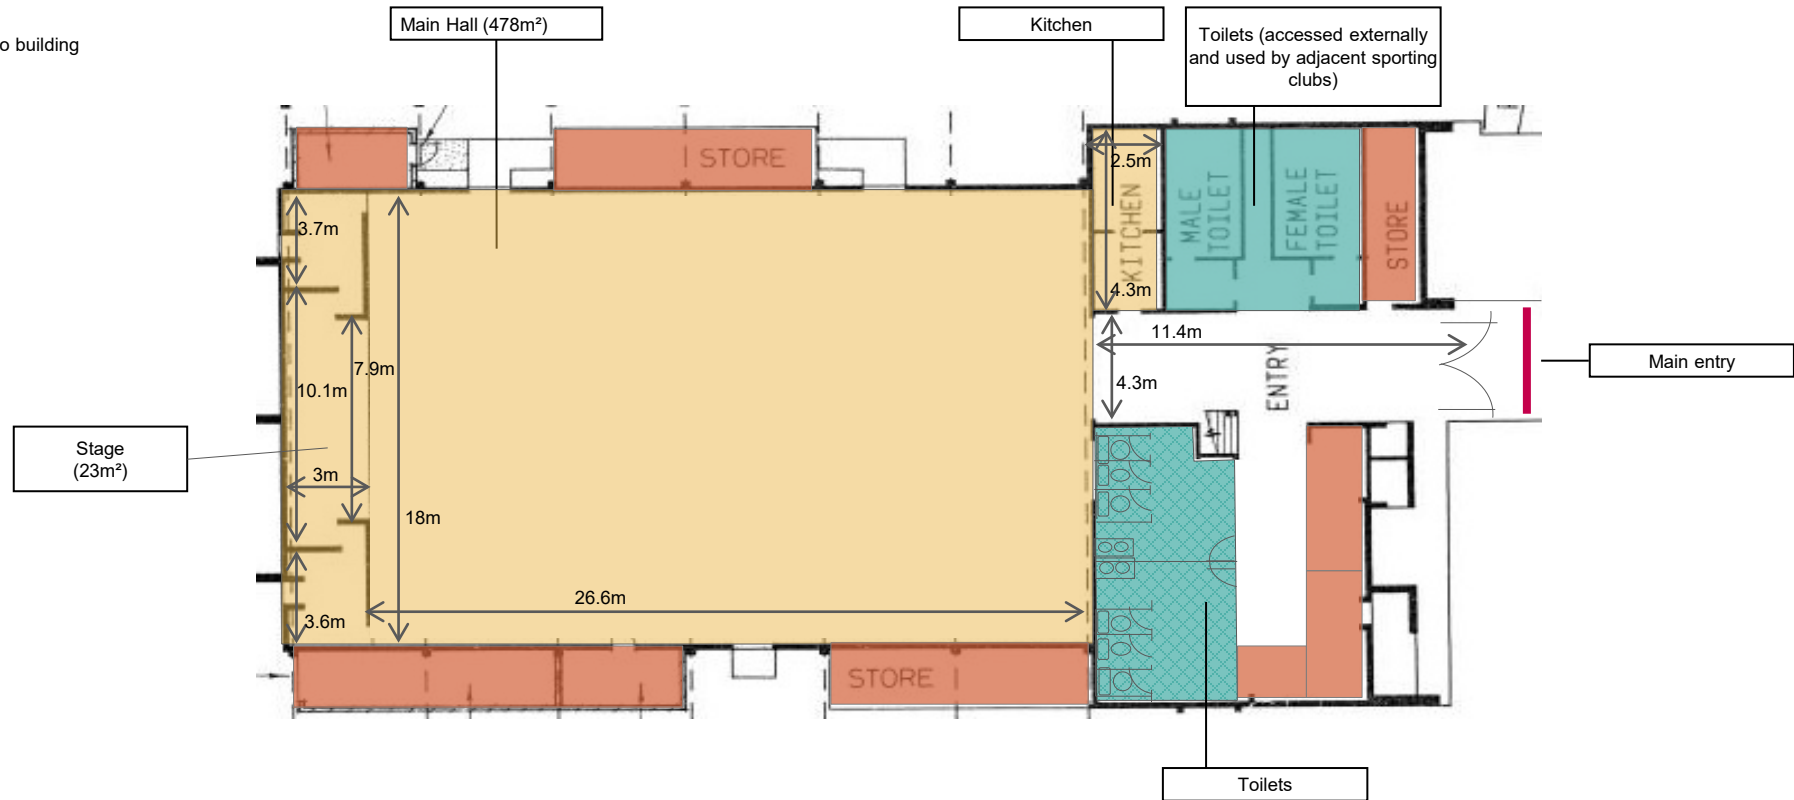 o building
Main Hall (478m²)
Kitchen
Toilets (accessed externally
and used by adjacent sporting
clubs)
STORE
2.5m
KITCHEN
MALE
TOILET
FEMALE
TOILET
STORE
3.7m
4.3m
11.4m
7.9m
10.1m
4.3m
ENTRY
Main entry
Stage
(23m²)
3m
18m
26.6m
3.6m
STORE
Toilets